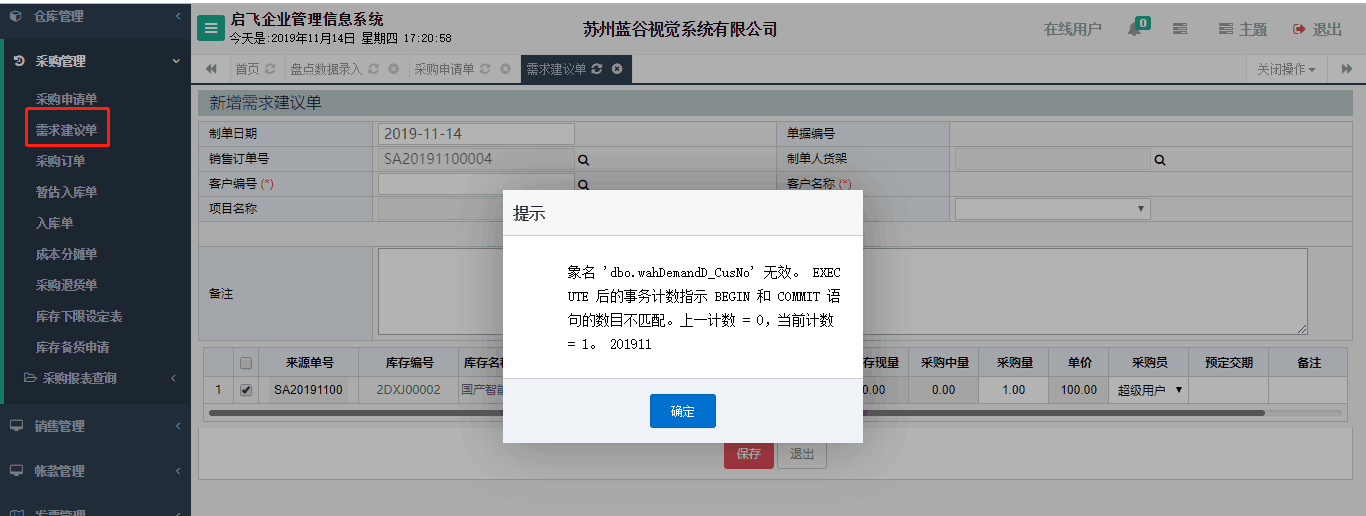 仓库管理
启飞企业管理信息系统
今天是:2019年11月14日 星期四 17:20:58
苏州蓝谷视觉系统有限公司
在线用户
0
主题
退出
采购管理
首页
盘点数据录入
采购申请单
需求建议单
关闭操作
采购申请单
需求建议单
采购订单
暂估入库单
入库单
成本分摊单
采购退货单
库存下限设定表
库存备货申请
采购报表查询
销售管理
帐款管理
发票管理
新增需求建议单
制单日期
2019-11-14
单据编号
销售订单号
SA20191100004
制单人货架
客户编号 (*)
客户名称 (*)
项目名称
备注
提示
象名 'dbo.wahDemandD_CusNo' 无效。 EXEC
UTE 后的事务计数指示 BEGIN 和 COMMIT 语
句的数目不匹配。上一计数 = 0，当前计数
= 1。 201911
确定
来源单号 库存编号 库存名 存现量 采购中量 采购量 单价 采购员 预定交期 备注
1 SA20191100 2DXJ00002 国产智能 0.00 0.00 1.00 100.00 超级用户
保存 退出